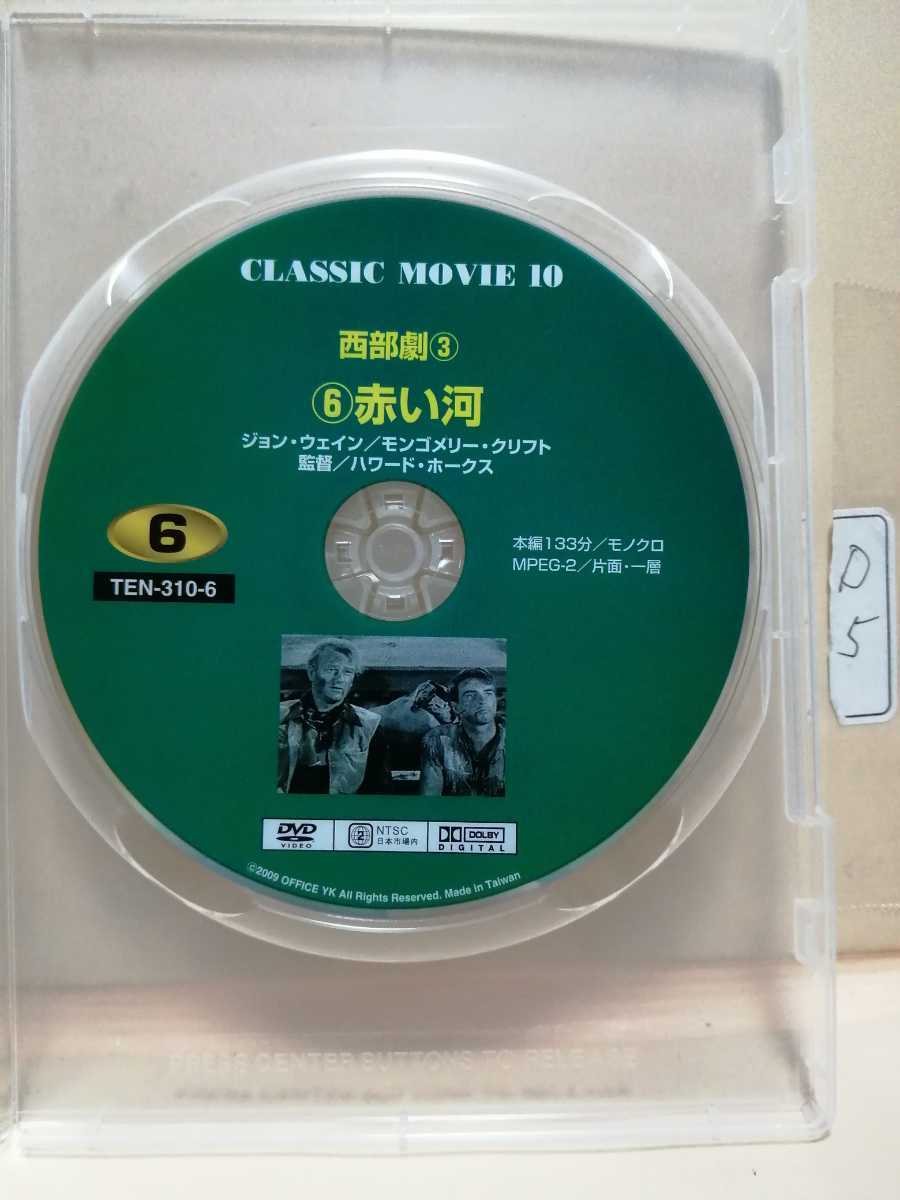 CLASSIC MOVIE 10
西部劇③
⑥赤い河
ジョン・ウェイン／モンゴメリー・クリフト
監督／ハワード・ホークス
6
TEN-310-6
本編133分／モノクロ
MPEG-2／片面・一層
DVD
VIDEO
2
NTSC
日本市場内
DOLBY
DIGITAL
©2009 OFFICE YK All Rights Reserved. Made in Taiwan
D
5
PRESS CENTER BUTTONS TO RELEASE